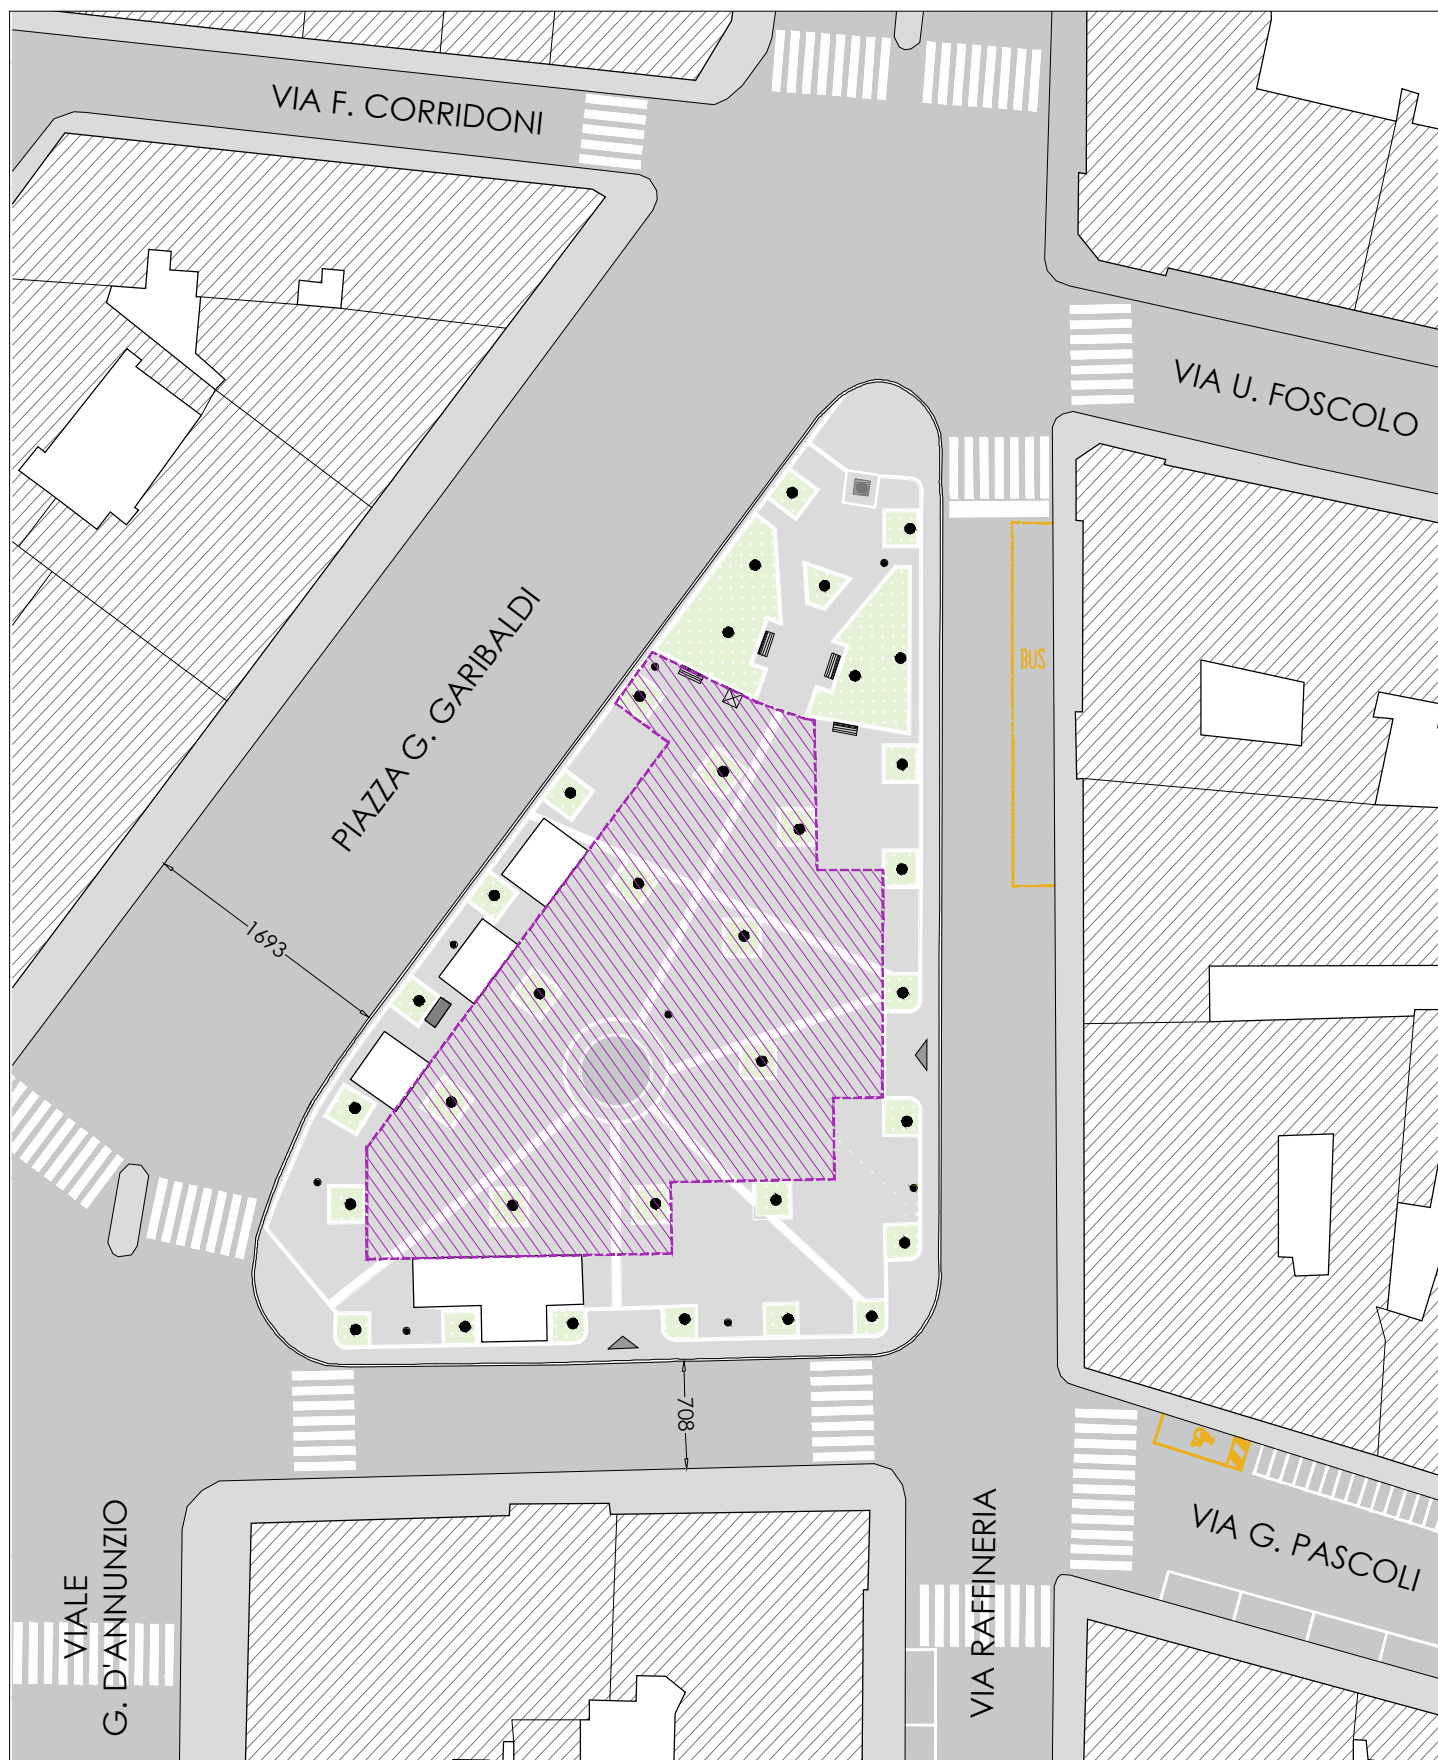 VIA F. CORRIDONI
VIA U. FOSCOLO
PIAZZA G. GARIBALDI
BUS
1693
708
VIALE
G. D'ANNUNZIO
VIA RAFFINERIA
VIA G. PASCOLI